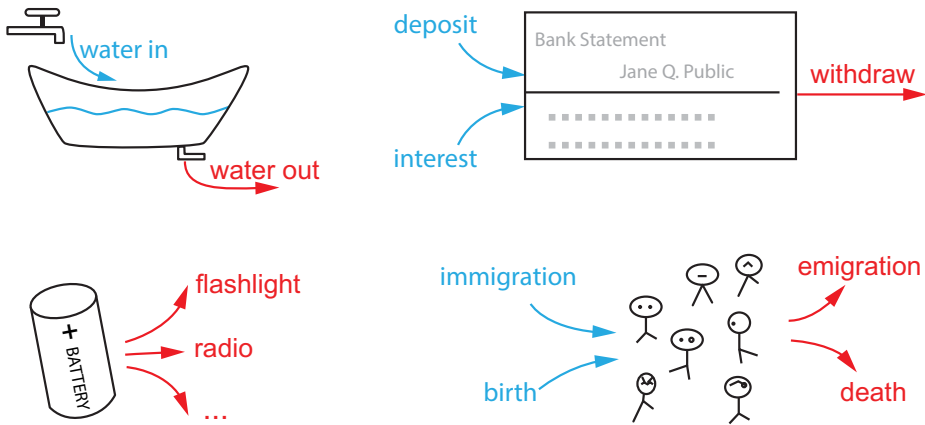 water in
water out
deposit
interest
Bank Statement
Jane Q. Public
withdraw
+ BATTERY
flashlight
radio
...
immigration
birth
emigration
death